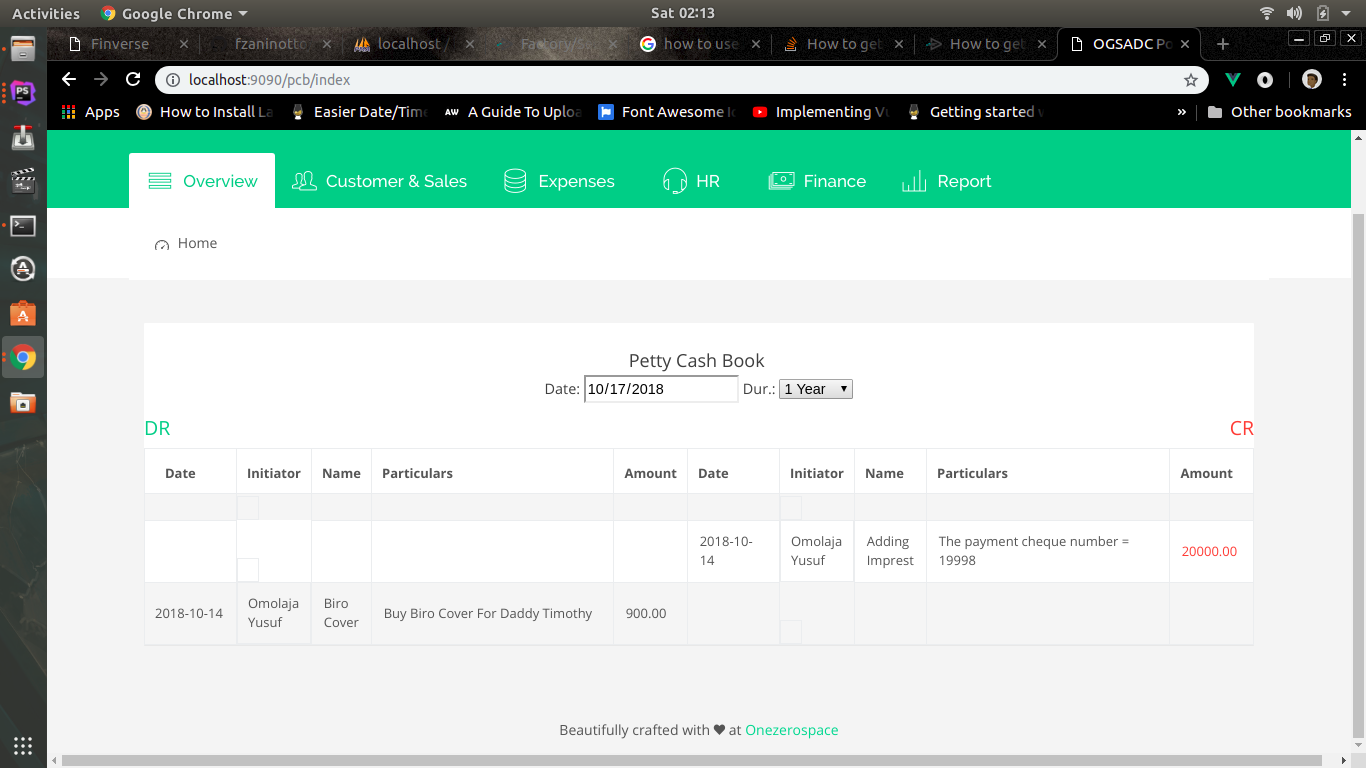 Activities Google Chrome Sat 02:13
Finverse fzaninotto localhost Factory/S how to use How to get How to get OGSADC Po
localhost:9090/pcb/index
Apps How to Install La Easier Date/Time AW A Guide To Uploa Font Awesome Ic Implementing Vu Getting started w » Other bookmarks
Overview Customer & Sales Expenses HR Finance Report
Home
Petty Cash Book
Date: 10/17/2018 Dur.: 1 Year
DR CR
Date Initiator Name Particulars Amount Date Initiator Name Particulars Amount
2018-10-14 Omolaja Yusuf Adding Imprest The payment cheque number = 19998 20000.00
2018-10-14 Omolaja Yusuf Biro Cover Buy Biro Cover For Daddy Timothy 900.00
Beautifully crafted with ♥ at Onezerospace